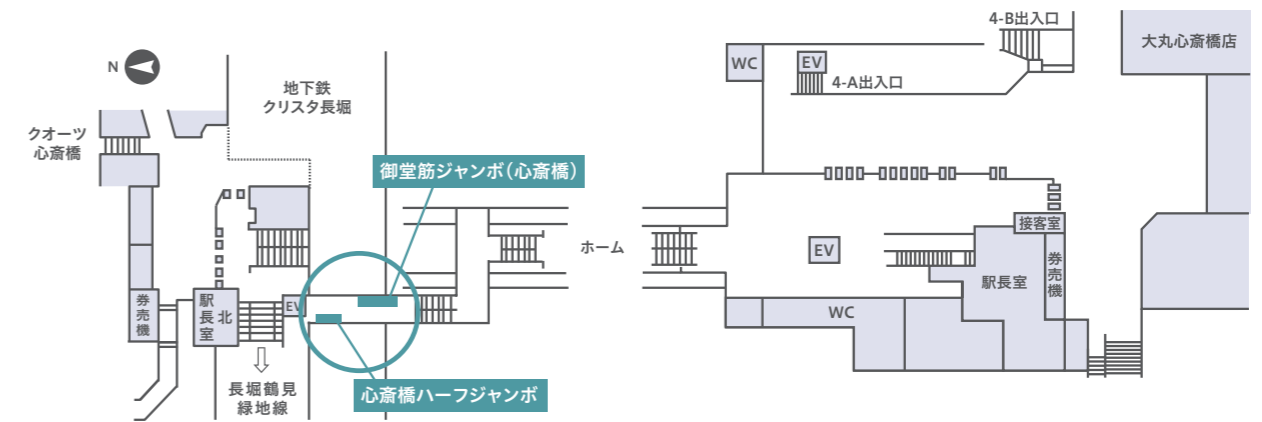 N
地下鉄
クリスタ長堀
クオーツ
心斎橋
御堂筋ジャンボ（心斎橋）
券売機
駅長室
北
EV
長堀鶴見
緑地線
心斎橋ハーフジャンボ
ホーム
WC
EV
4-A出入口
4-B出入口
大丸心斎橋店
接客室
EV
駅長室
券売機
WC